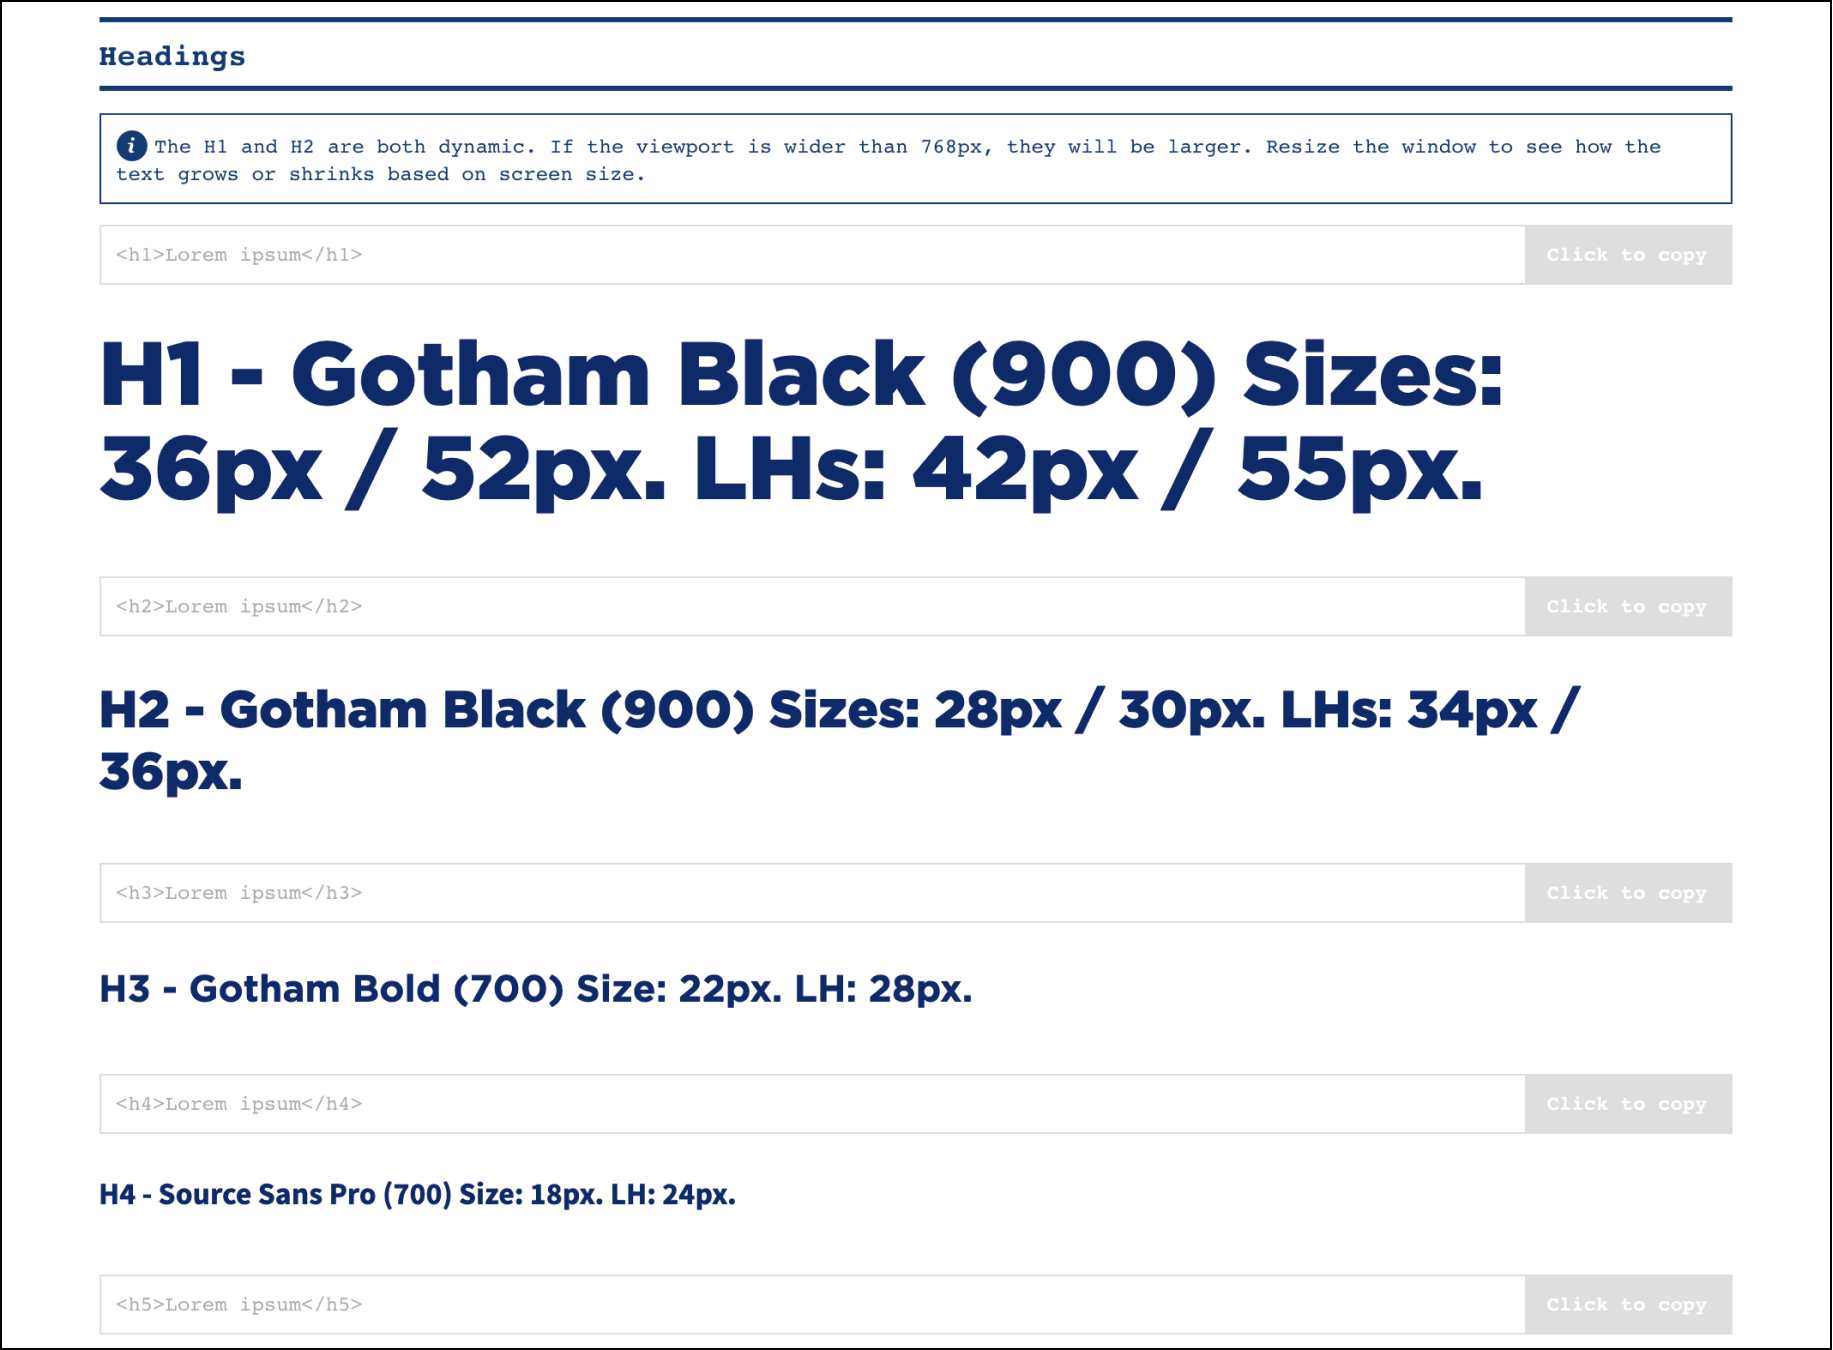 Headings
The H1 and H2 are both dynamic. If the viewport is wider than 768px, they will be larger. Resize the window to see how the
text grows or shrinks based on screen size.
<h1>Lorem ipsum</h1>
Click to copy
H1 - Gotham Black (900) Sizes:
36px / 52px. LHs: 42px / 55px.
<h2>Lorem ipsum</h2>
Click to copy
H2 - Gotham Black (900) Sizes: 28px / 30px. LHs: 34px /
36px.
<h3>Lorem ipsum</h3>
Click to copy
H3 - Gotham Bold (700) Size: 22px. LH: 28px.
<h4>Lorem ipsum</h4>
Click to copy
H4 - Source Sans Pro (700) Size: 18px. LH: 24px.
<h5>Lorem ipsum</h5>
Click to copy